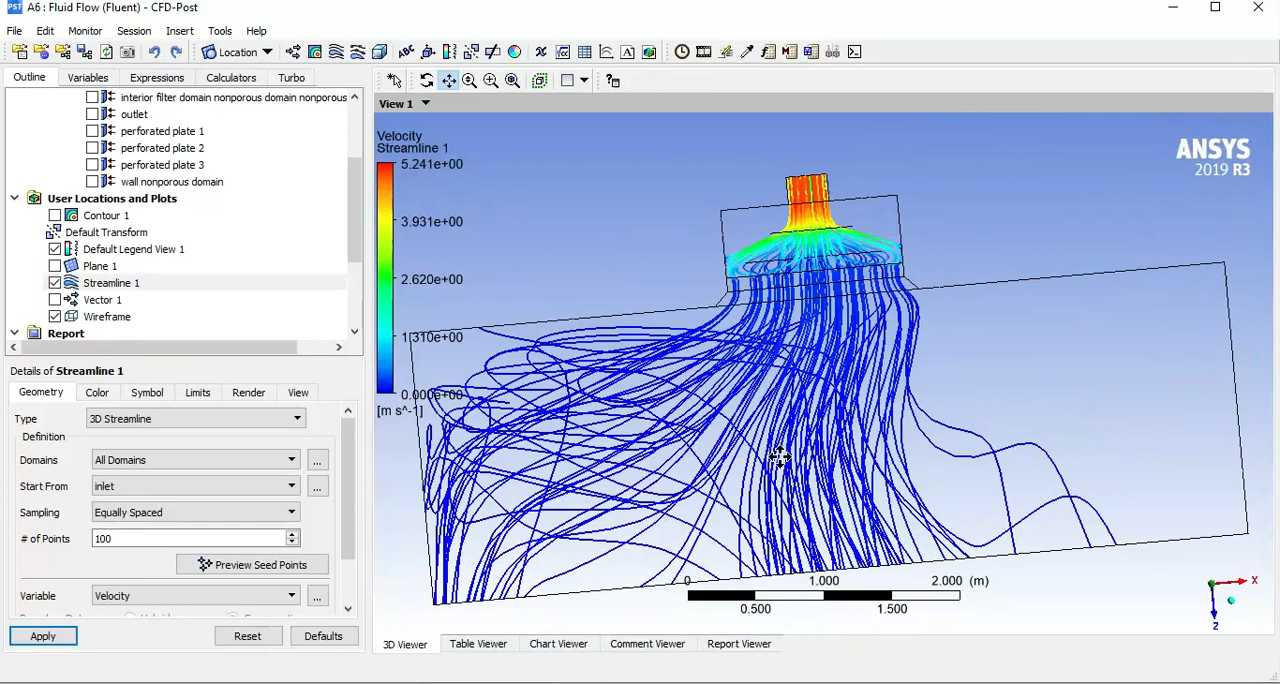 A6 : Fluid Flow (Fluent) - CFD-Post
File Edit Monitor Session Insert Tools Help
Location
Outline Variables Expressions Calculators Turbo
interior filter domain nonporous domain nonporous
outlet
perforated plate 1
perforated plate 2
perforated plate 3
wall nonporous domain
User Locations and Plots
Contour 1
Default Transform
Default Legend View 1
Plane 1
Streamline 1
Vector 1
Wireframe
Report
Details of Streamline 1
Geometry Color Symbol Limits Render View
Type 3D Streamline
Definition
Domains All Domains ...
Start From inlet ...
Sampling Equally Spaced
# of Points 100
Preview Seed Points
Variable Velocity ...
Apply Reset Defaults
View 1
Velocity
Streamline 1
5.241e+00
3.931e+00
2.620e+00
1.310e+00
0.000e+00
[m s^-1]
ANSYS
2019 R3
0 1.000 2.000 (m)
0.500 1.500
X
Z
3D Viewer Table Viewer Chart Viewer Comment Viewer Report Viewer